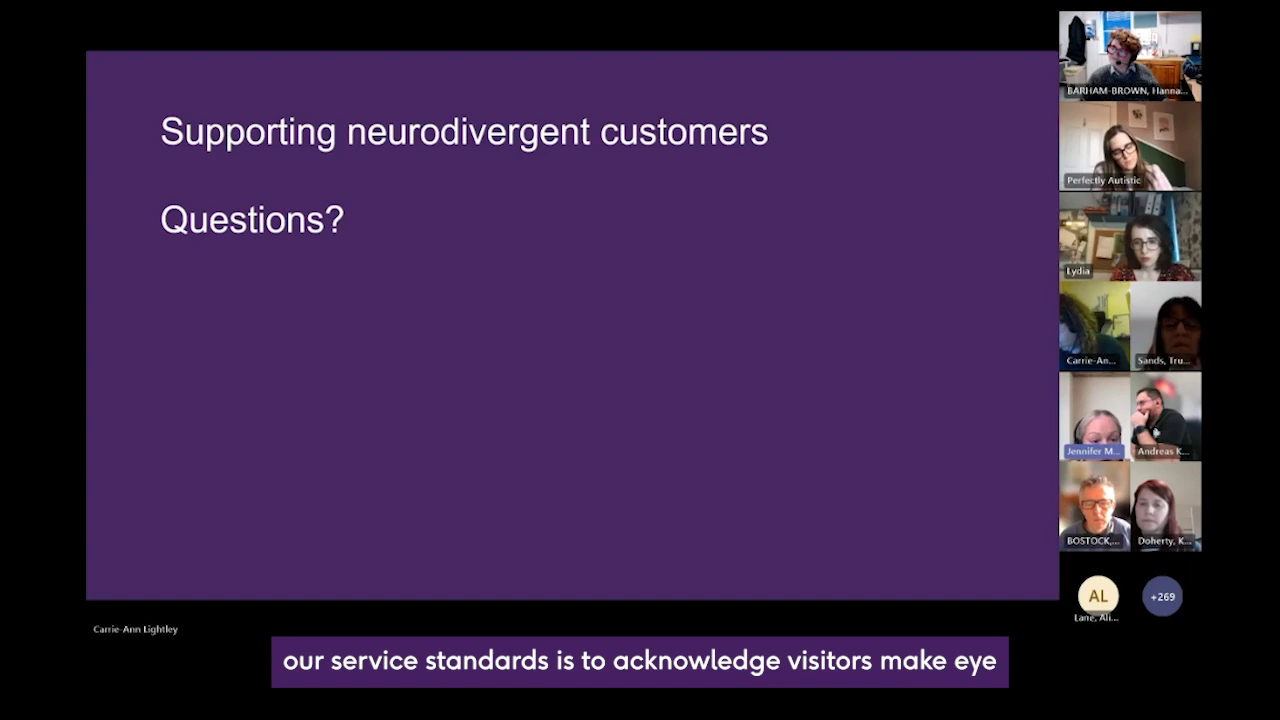 Supporting neurodivergent customers
Questions?
BARHAM-BROWN, Hanna...
Perfectly Autistic
Lydia
Carrie-An...
Sands, Tru...
Jennifer M...
Andreas K...
BOSTOCK,...
Doherty, K...
AL
+269
Lane, Ali...
Carrie-Ann Lightley
our service standards is to acknowledge visitors make eye